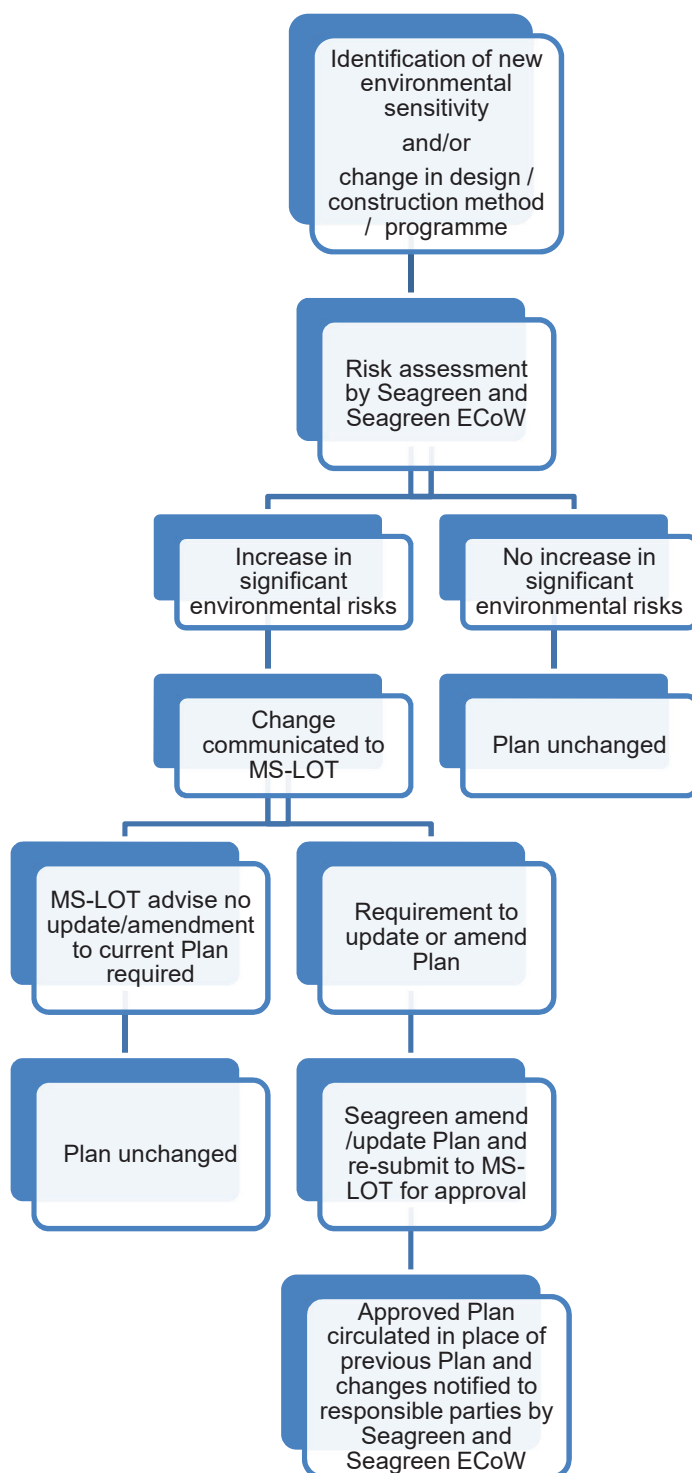 Identification of new
environmental
sensitivity
and/or
change in design /
construction method
/ programme
Risk assessment
by Seagreen and
Seagreen ECoW
Increase in
significant
environmental risks
No increase in
significant
environmental risks
Change
communicated to
MS-LOT
Plan unchanged
MS-LOT advise no
update/amendment
to current Plan
required
Requirement to
update or amend
Plan
Plan unchanged
Seagreen amend
/update Plan and
re-submit to MS-
LOT for approval
Approved Plan
circulated in place of
previous Plan and
changes notified to
responsible parties by
Seagreen and
Seagreen ECoW